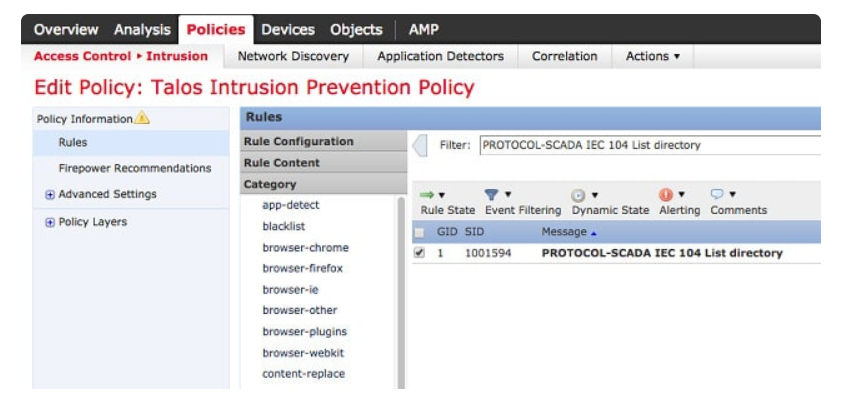 Overview Analysis Policies Devices Objects AMP
Access Control ▸ Intrusion Network Discovery Application Detectors Correlation Actions ▾
Edit Policy: Talos Intrusion Prevention Policy
Policy Information
Rules
Firepower Recommendations
Advanced Settings
Policy Layers
Rules
Rule Configuration
Rule Content
Category
app-detect
blacklist
browser-chrome
browser-firefox
browser-ie
browser-other
browser-plugins
browser-webkit
content-replace
Filter: PROTOCOL-SCADA IEC 104 List directory
Rule State Event Filtering Dynamic State Alerting Comments
GID SID Message
1 1001594 PROTOCOL-SCADA IEC 104 List directory